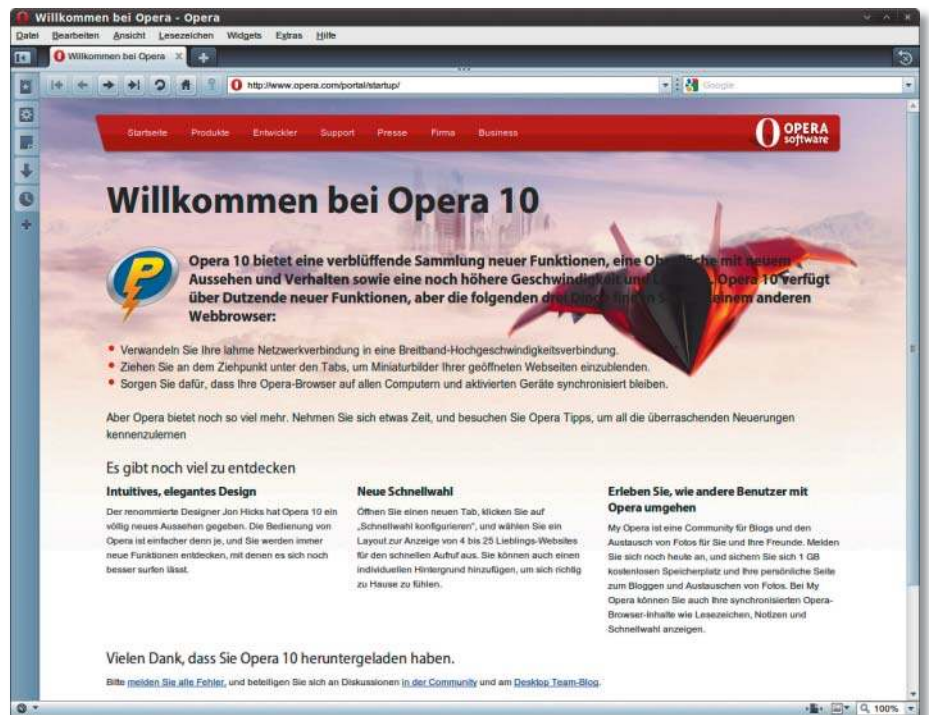 Willkommen bei Opera - Opera
Datei Bearbeiten Ansicht Lesezeichen Widgets Extras Hilfe
Willkommen bei Opera
http://www.opera.com/portal/startup/
Google
Startseite Produkte Entwickler Support Presse Firma Business
OPERA
software
Willkommen bei Opera 10
Opera 10 bietet eine verblüffende Sammlung neuer Funktionen, eine Oberfläche mit neuem
Aussehen und Verhalten sowie eine noch höhere Geschwindigkeit und Opera 10 verfügt
über Dutzende neuer Funktionen, aber die folgenden drei Dinge finden einem anderen
Webbrowser:
• Verwandeln Sie Ihre lahme Netzwerkverbindung in eine Breitband-Hochgeschwindigkeitsverbindung.
• Ziehen Sie an dem Ziehpunkt unter den Tabs, um Miniaturbilder Ihrer geöffneten Webseiten einzublenden.
• Sorgen Sie dafür, dass Ihre Opera-Browser auf allen Computern und aktivierten Geräte synchronisiert bleiben.
Aber Opera bietet noch so viel mehr. Nehmen Sie sich etwas Zeit, und besuchen Sie Opera Tipps, um all die überraschenden Neuerungen
kennenzulernen
Es gibt noch viel zu entdecken
Intuitives, elegantes Design
Der renommierte Designer Jon Hicks hat Opera 10 ein
völlig neues Aussehen gegeben. Die Bedienung von
Opera ist einfacher denn je, und Sie werden immer
neue Funktionen entdecken, mit denen es sich noch
besser surfen lässt.
Neue Schnellwahl
Öffnen Sie einen neuen Tab, klicken Sie auf
„Schnellwahl konfigurieren", und wählen Sie ein
Layout zur Anzeige von 4 bis 25 Lieblings-Websites
für den schnellen Aufruf aus. Sie können auch einen
individuellen Hintergrund hinzufügen, um sich richtig
zu Hause zu fühlen.
Erleben Sie, wie andere Benutzer mit
Opera umgehen
My Opera ist eine Community für Blogs und den
Austausch von Fotos für Sie und Ihre Freunde. Melden
Sie sich noch heute an, und sichern Sie sich 1 GB
kostenlosen Speicherplatz und Ihre persönliche Seite
zum Bloggen und Austauschen von Fotos. Bei My
Opera können Sie auch Ihre synchronisierten Opera-
Browser-Inhalte wie Lesezeichen, Notizen und
Schnellwahl anzeigen.
Vielen Dank, dass Sie Opera 10 heruntergeladen haben.
Bitte melden Sie alle Fehler, und beteiligen Sie sich an Diskussionen in der Community und am Desktop Team-Blog.
100%